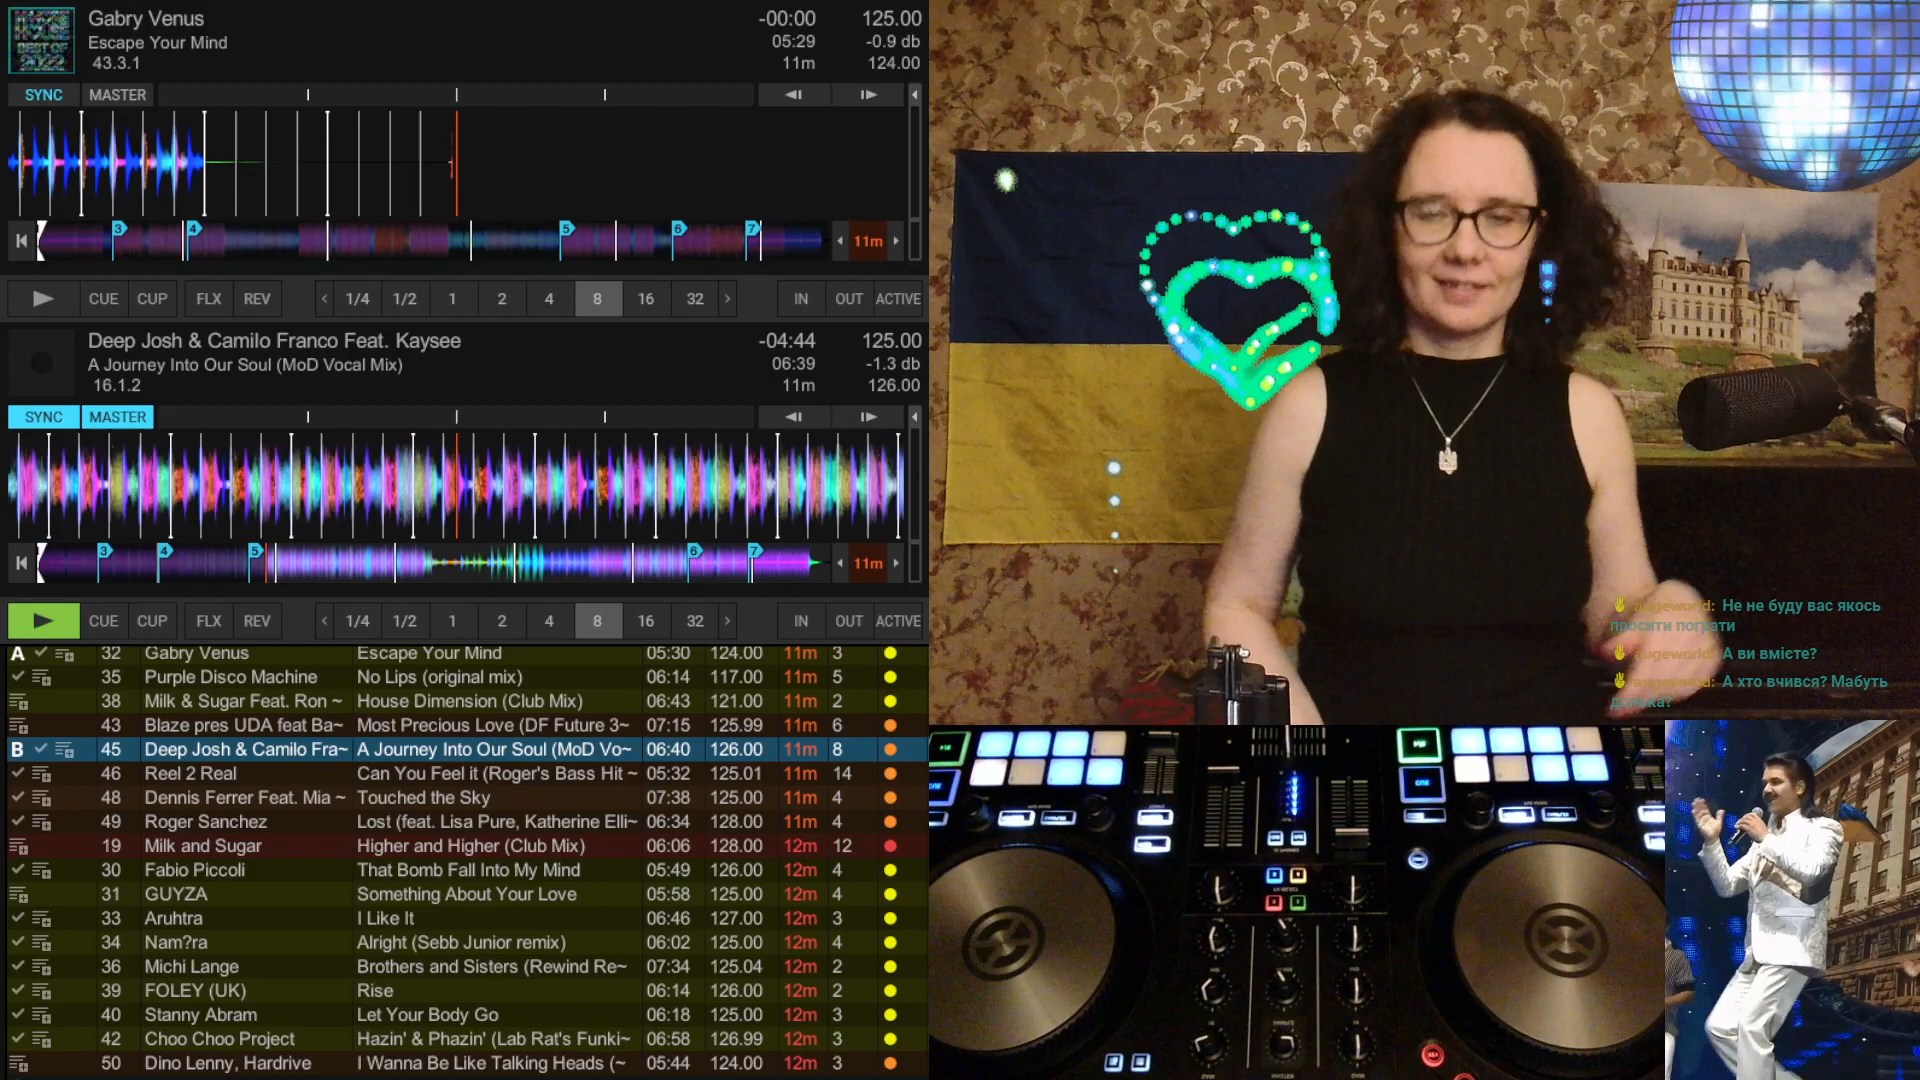 HOUSE
BEST OF
2022
Gabry Venus
-00:00
125.00
Escape Your Mind
05:29
-0.9 db
43.3.1
11m
124.00
SYNC MASTER
3 4 5 6 7
11m
CUE CUP FLX REV
1/4 1/2 1 2 4 8 16 32
IN OUT ACTIVE
Deep Josh & Camilo Franco Feat. Kaysee
-04:44
125.00
A Journey Into Our Soul (MoD Vocal Mix)
06:39
-1.3 db
16.1.2
11m
126.00
SYNC MASTER
3 4 5 6 7
11m
CUE CUP FLX REV
1/4 1/2 1 2 4 8 16 32
IN OUT ACTIVE
A 32 Gabry Venus Escape Your Mind 05:30 124.00 11m 3
35 Purple Disco Machine No Lips (original mix) 06:14 117.00 11m 5
38 Milk & Sugar Feat. Ron ~ House Dimension (Club Mix) 06:43 121.00 11m 2
43 Blaze pres UDA feat Ba~ Most Precious Love (DF Future 3~ 07:15 125.99 11m 6
B 45 Deep Josh & Camilo Fra~ A Journey Into Our Soul (MoD Vo~ 06:40 126.00 11m 8
46 Reel 2 Real Can You Feel it (Roger's Bass Hit ~ 05:32 125.01 11m 14
48 Dennis Ferrer Feat. Mia ~ Touched the Sky 07:38 125.00 11m 4
49 Roger Sanchez Lost (feat. Lisa Pure, Katherine Elli~ 06:34 128.00 11m 4
19 Milk and Sugar Higher and Higher (Club Mix) 06:06 128.00 12m 12
30 Fabio Piccoli That Bomb Fall Into My Mind 05:49 126.00 12m 4
31 GUYZA Something About Your Love 05:58 125.00 12m 4
33 Aruhtra I Like It 06:46 127.00 12m 3
34 Nam?ra Alright (Sebb Junior remix) 06:02 125.00 12m 4
36 Michi Lange Brothers and Sisters (Rewind Re~ 07:34 125.04 12m 2
39 FOLEY (UK) Rise 06:14 126.00 12m 2
40 Stanny Abram Let Your Body Go 06:18 125.00 12m 3
42 Choo Choo Project Hazin' & Phazin' (Lab Rat's Funki~ 06:58 126.99 12m 3
50 Dino Lenny, Hardrive I Wanna Be Like Talking Heads (~ 05:44 124.00 12m 3
augeworld: Не не буду вас якось
просити пограти
augeworld: А ви вмієте?
augeworld: А хто вчився? Мабуть